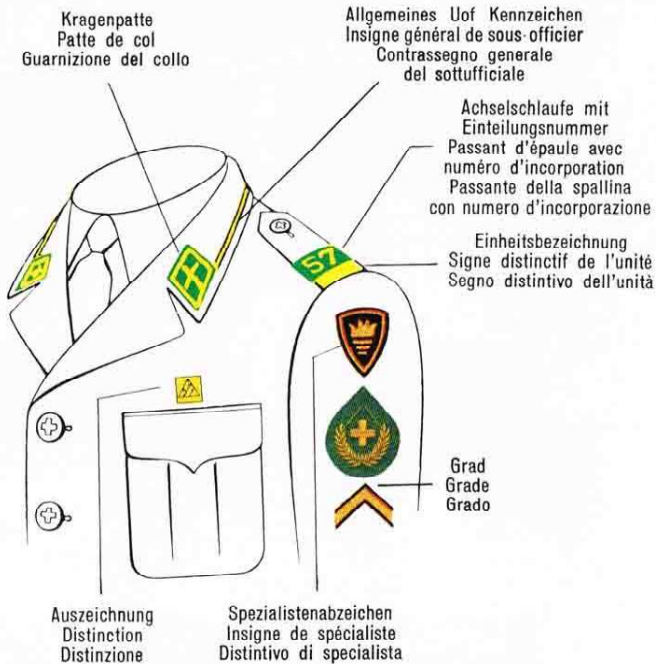 Kragenpatte
Patte de col
Guarnizione del collo
Allgemeines Uof Kennzeichen
Insigne général de sous-officier
Contrassegno generale
del sottufficiale
Achselschlaufe mit
Einteilungsnummer
Passant d'épaule avec
numéro d'incorporation
Passante della spallina
con numero d'incorporazione
Einheitsbezeichnung
Signe distinctif de l'unité
Segno distintivo dell'unità
57
Grad
Grade
Grado
Auszeichnung
Distinction
Distinzione
Spezialistenabzeichen
Insigne de spécialiste
Distintivo di specialista